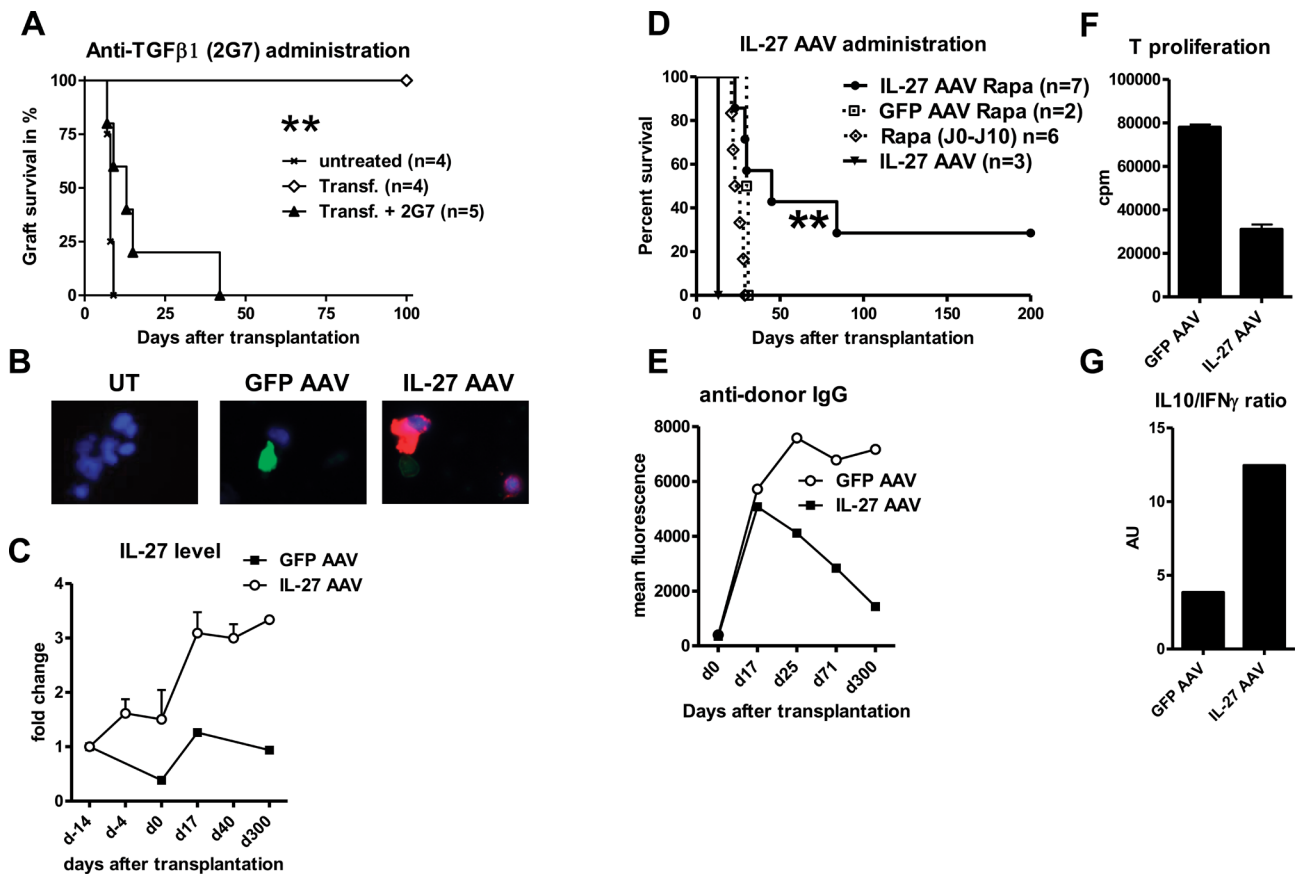 A
Anti-TGFβ1 (2G7) administration
Graft survival in %
100
75
50
25
0
**
untreated (n=4)
Transf. (n=4)
Transf. + 2G7 (n=5)
0 25 50 75 100
Days after transplantation
B
UT GFP AAV IL-27 AAV
C
IL-27 level
GFP AAV
IL-27 AAV
fold change
4
3
2
1
0
d-14 d-4 d0 d17 d40 d300
days after transplantation
D
IL-27 AAV administration
Percent survival
100
80
60
40
20
0
IL-27 AAV Rapa (n=7)
GFP AAV Rapa (n=2)
Rapa (J0-J10) n=6
IL-27 AAV (n=3)
**
0 50 100 150 200
Days after transplantation
E
anti-donor IgG
mean fluorescence
8000
6000
4000
2000
0
GFP AAV
IL-27 AAV
d0 d17 d25 d71 d300
Days after transplantation
F
T proliferation
cpm
100000
80000
60000
40000
20000
0
GFP AAV IL-27 AAV
G
IL10/IFNγ ratio
AU
15
10
5
0
GFP AAV IL-27 AAV